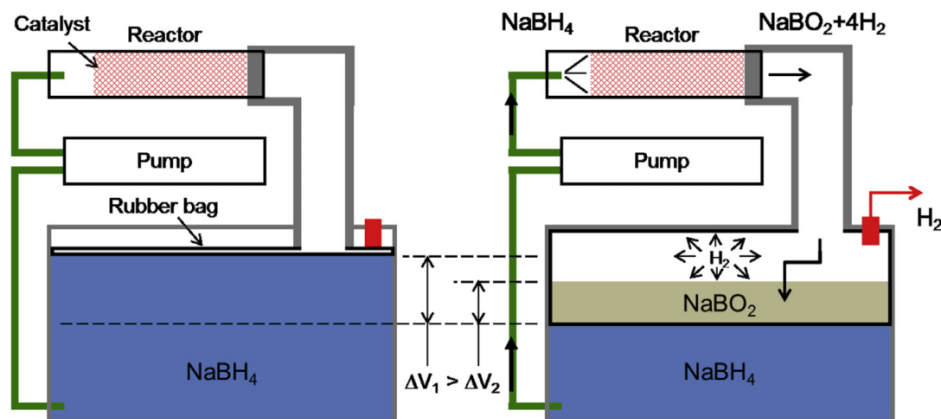 Catalyst
Reactor
Pump
Rubber bag
NaBH₄
ΔV₁ > ΔV₂
NaBH₄
Reactor
NaBO₂+4H₂
Pump
H₂
H₂
NaBO₂
NaBH₄